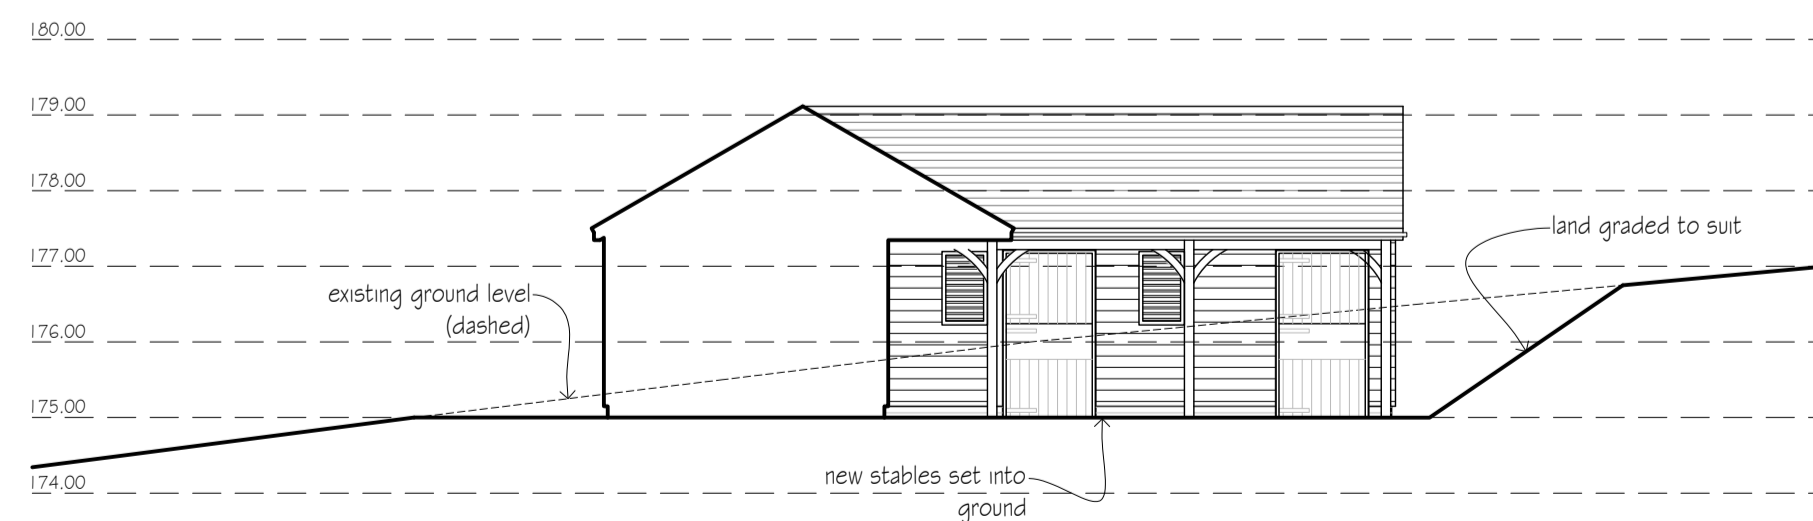 180.00
179.00
178.00
land graded to suit
177.00
existing ground level
(dashed)
176.00
175.00
174.00
new stables set into
ground